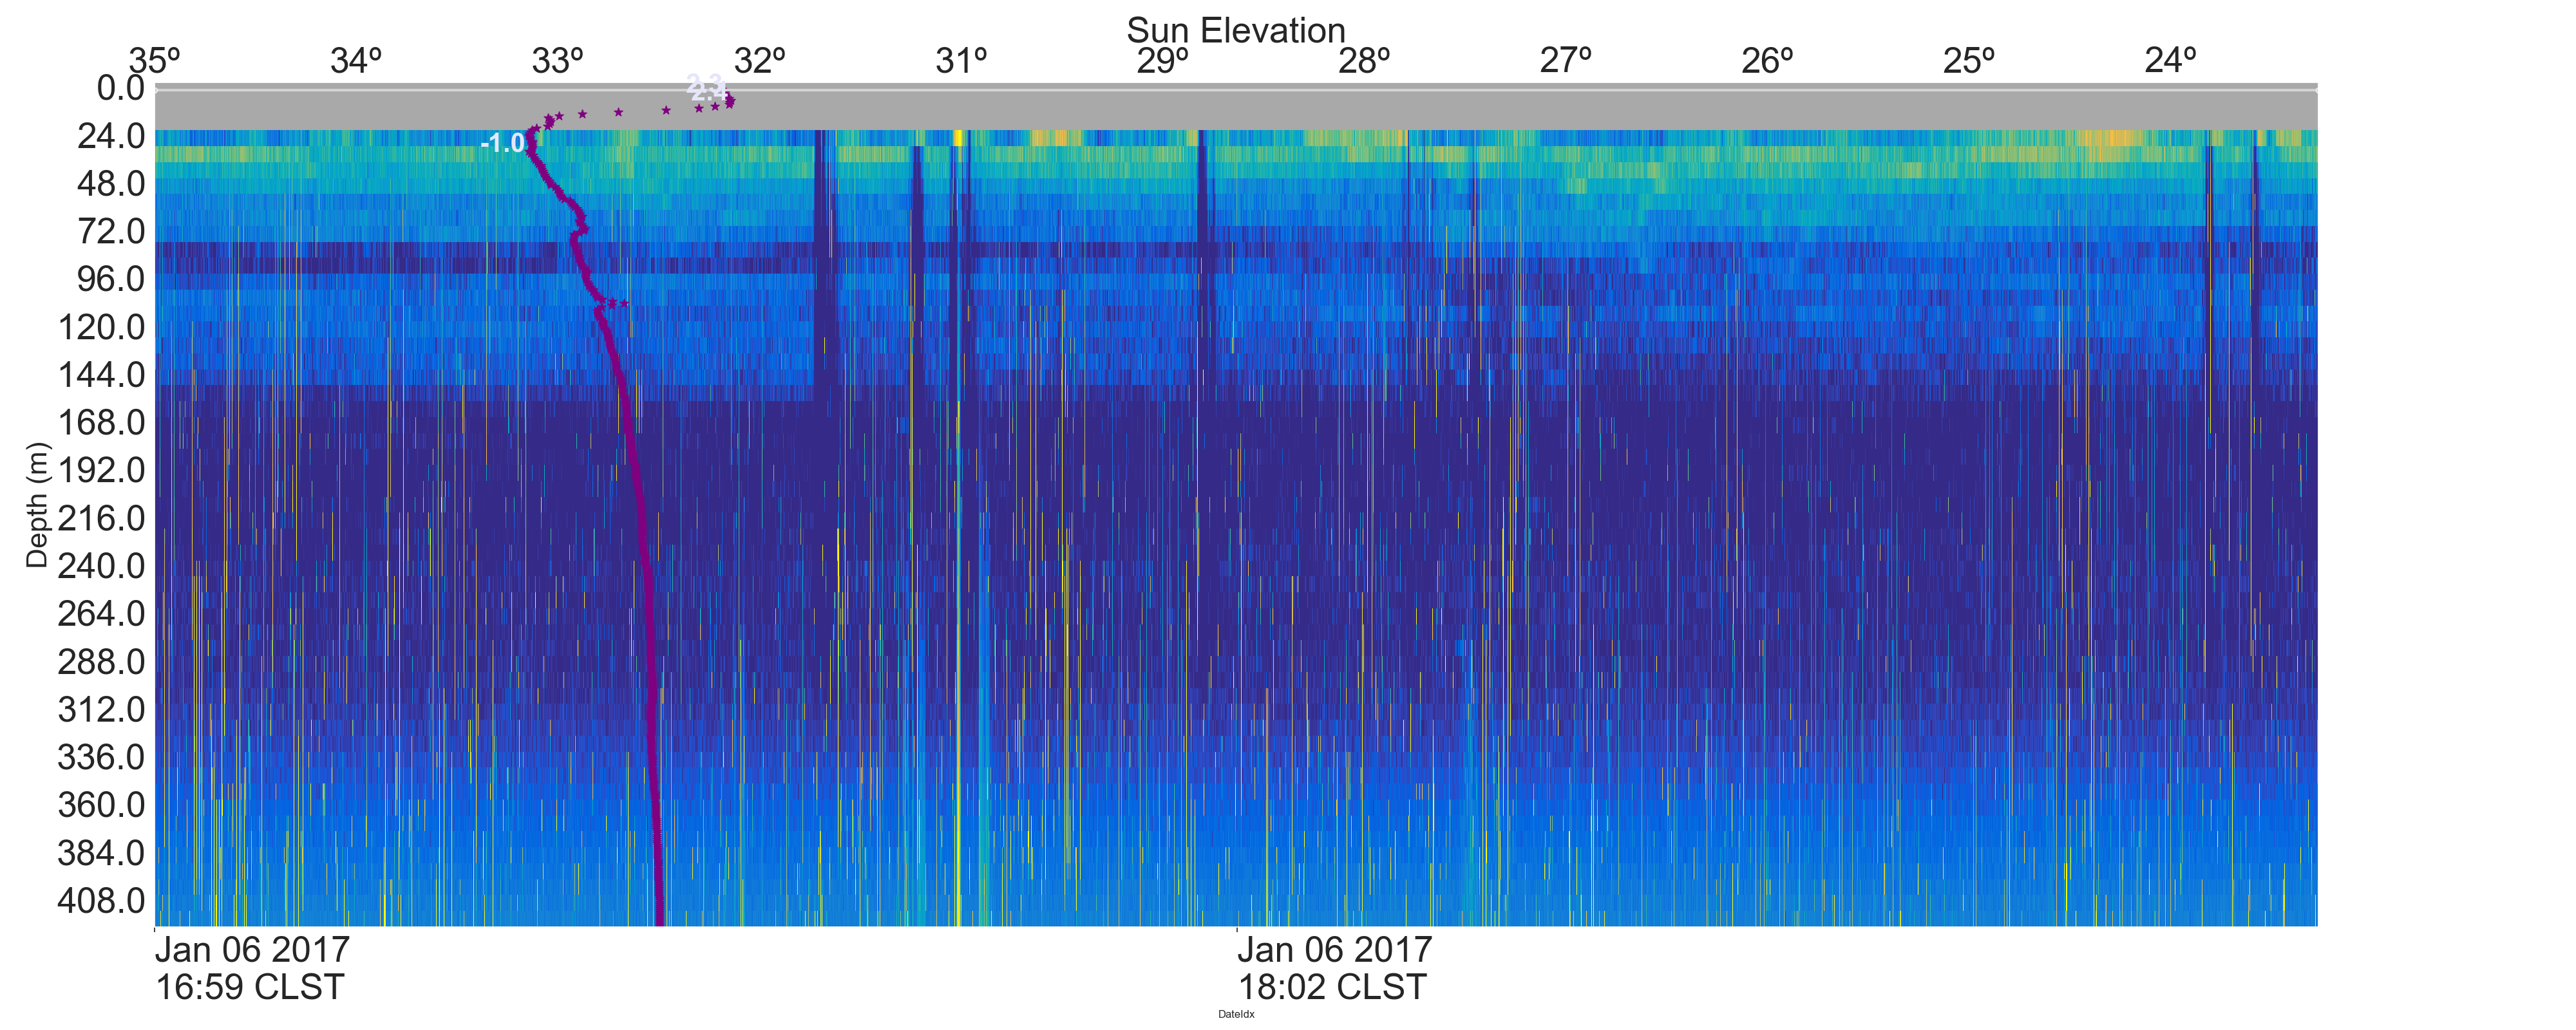 Sun Elevation
35º 34º 33º 32º 31º 29º 28º 27º 26º 25º 24º
0.0
24.0
-1.0
48.0
72.0
96.0
120.0
144.0
168.0
192.0
216.0
240.0
264.0
288.0
312.0
336.0
360.0
384.0
408.0
Depth (m)
Jan 06 2017
16:59 CLST
Jan 06 2017
18:02 CLST
DateIdx